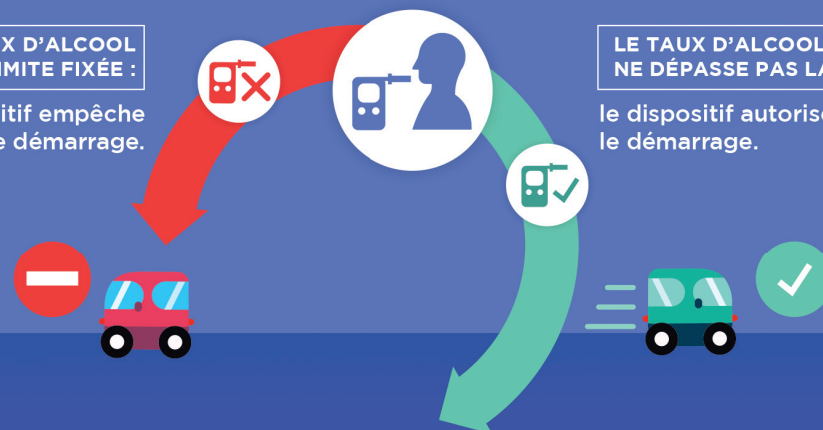 X D'ALCOOL
IMITE FIXÉE :
itif empêche
e démarrage.
LE TAUX D'ALCOOL
NE DÉPASSE PAS LA
le dispositif autorise
le démarrage.